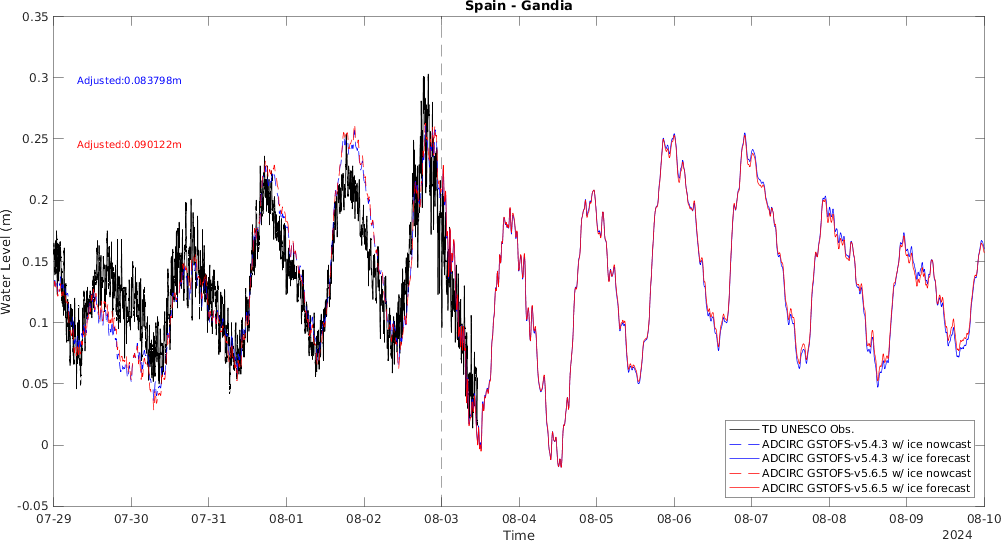 Spain - Gandia
0.35
0.3
0.25
0.2
0.15
0.1
0.05
0
-0.05
Water Level (m)
Adjusted:0.083798m
Adjusted:0.090122m
TD UNESCO Obs.
ADCIRC GSTOFS-v5.4.3 w/ ice nowcast
ADCIRC GSTOFS-v5.4.3 w/ ice forecast
ADCIRC GSTOFS-v5.6.5 w/ ice nowcast
ADCIRC GSTOFS-v5.6.5 w/ ice forecast
07-29 07-30 07-31 08-01 08-02 08-03 08-04 08-05 08-06 08-07 08-08 08-09 08-10
Time
2024